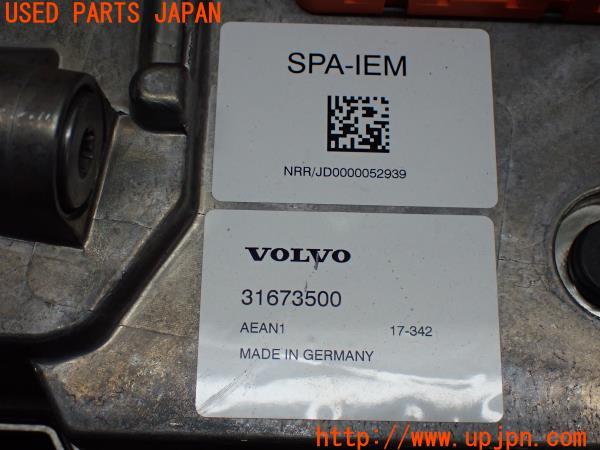 USED PARTS JAPAN
SPA-IEM
NRR/JD0000052939
VOLVO
31673500
AEAN1 17-342
MADE IN GERMANY
http://www.upjpn.com